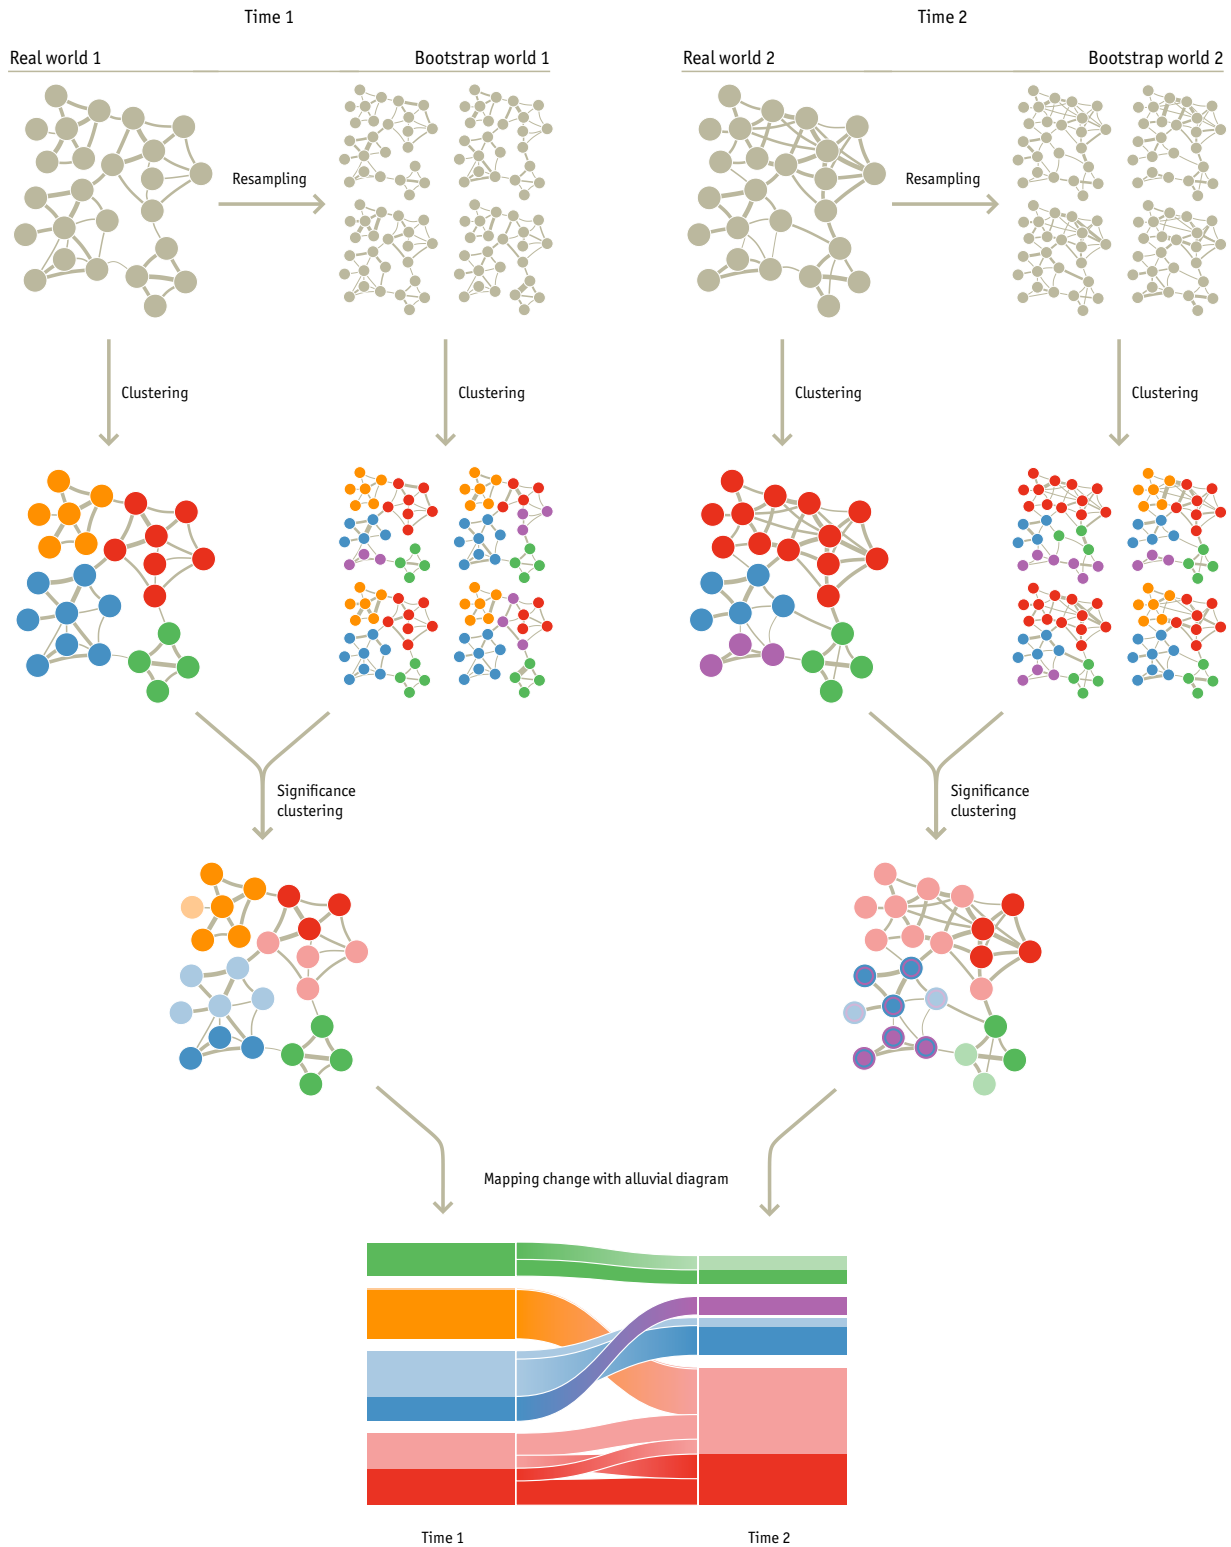 Time 1
Time 2
Real world 1
Bootstrap world 1
Real world 2
Bootstrap world 2
Resampling
Resampling
Clustering
Clustering
Clustering
Clustering
Significance
clustering
Significance
clustering
Mapping change with alluvial diagram
Time 1
Time 2